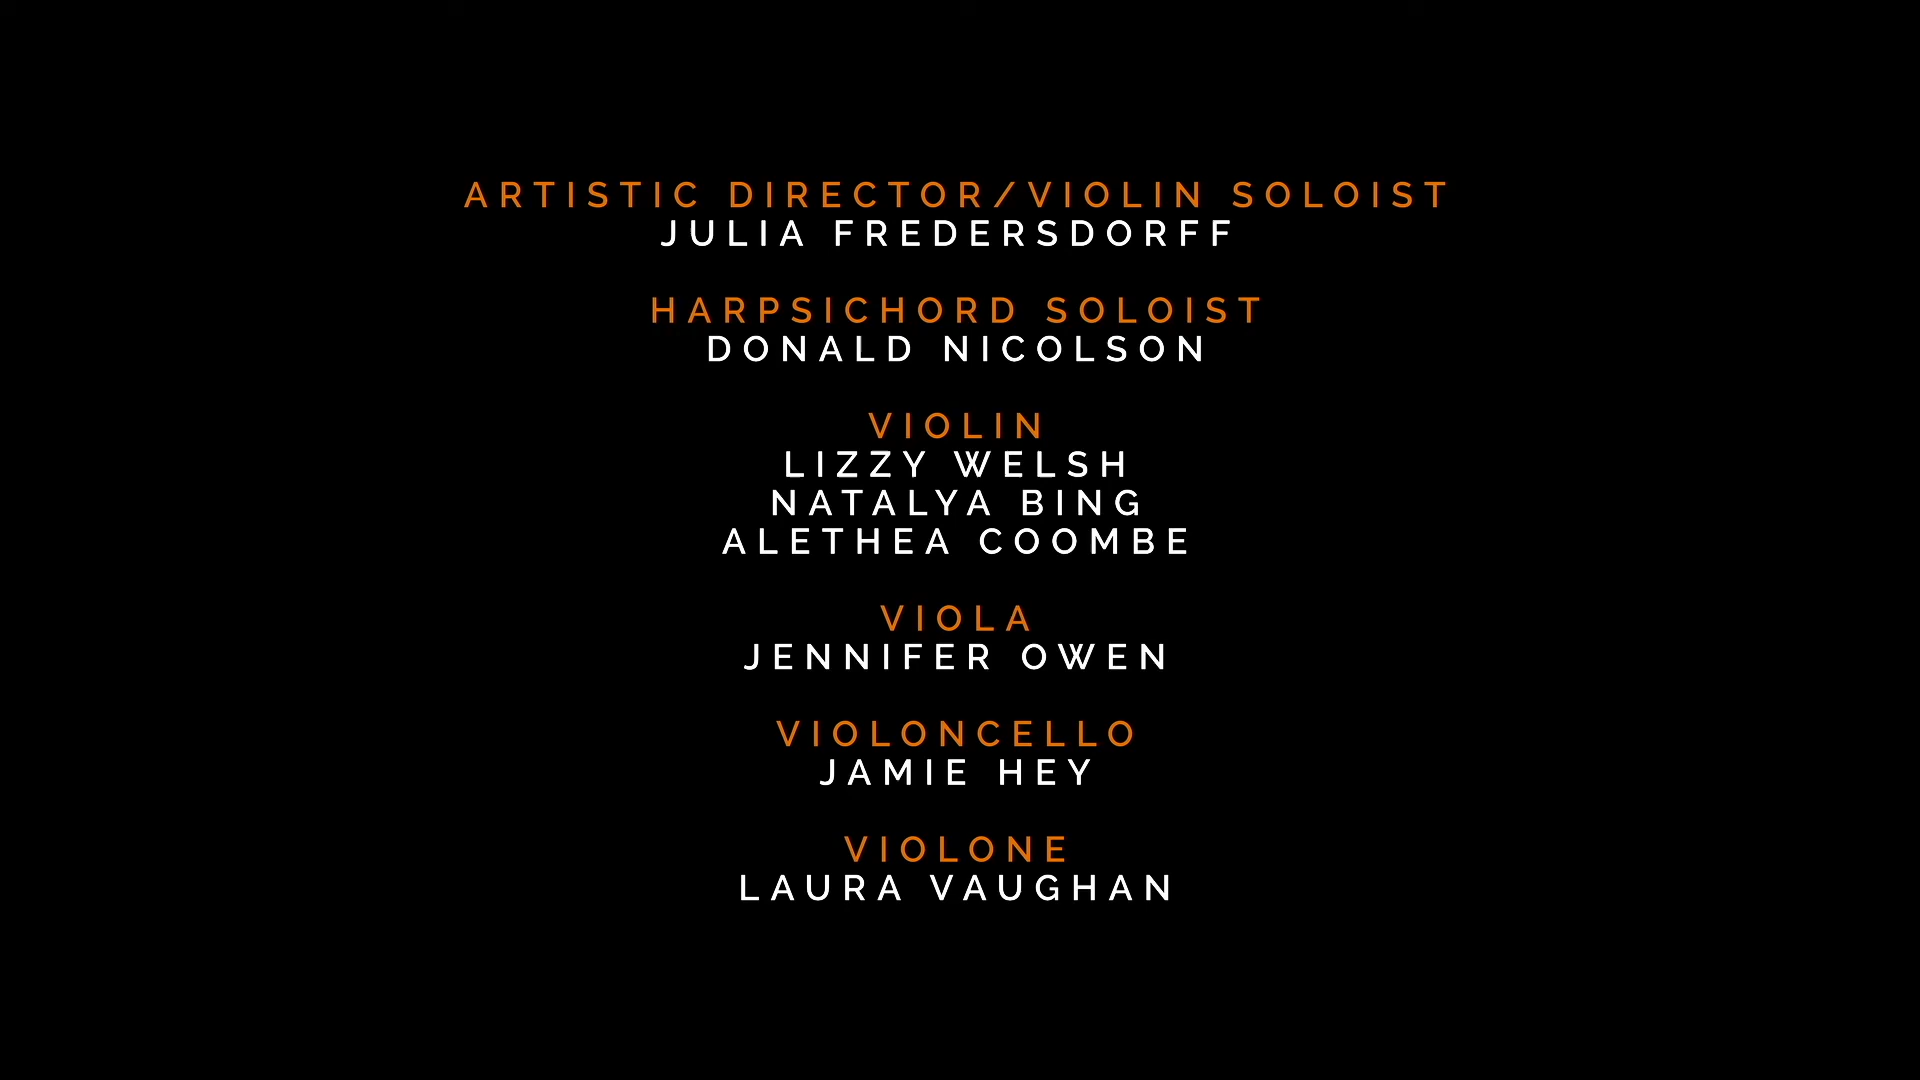 ARTISTIC DIRECTOR/VIOLIN SOLOIST
JULIA FREDERSDORFF
HARPSICHORD SOLOIST
DONALD NICOLSON
VIOLIN
LIZZY WELSH
NATALYA BING
ALETHEA COOMBE
VIOLA
JENNIFER OWEN
VIOLONCELLO
JAMIE HEY
VIOLONE
LAURA VAUGHAN